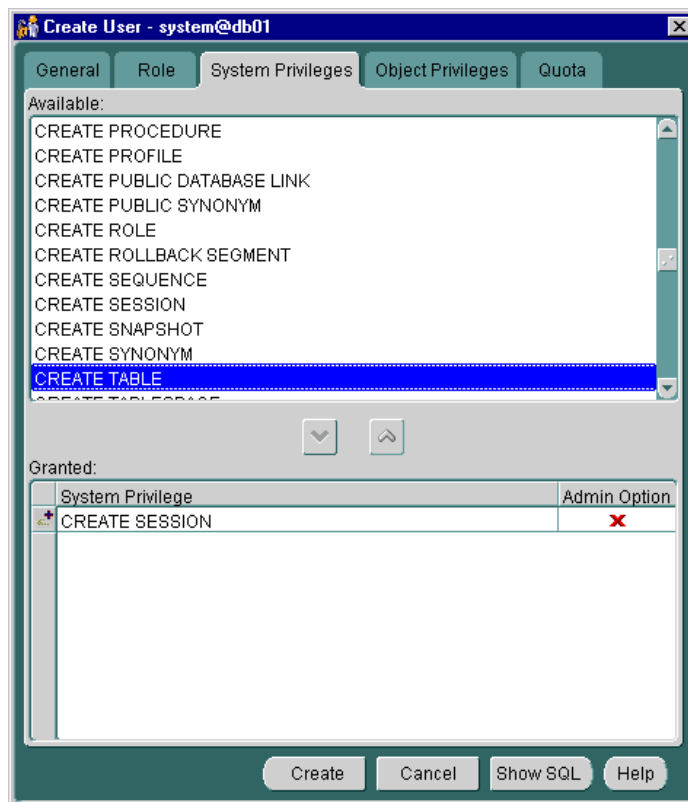 Create User - system@db01
General Role System Privileges Object Privileges Quota
Available:
CREATE PROCEDURE
CREATE PROFILE
CREATE PUBLIC DATABASE LINK
CREATE PUBLIC SYNONYM
CREATE ROLE
CREATE ROLLBACK SEGMENT
CREATE SEQUENCE
CREATE SESSION
CREATE SNAPSHOT
CREATE SYNONYM
CREATE TABLE
CREATE TABLESPACE
Granted:
System Privilege Admin Option
CREATE SESSION
Create Cancel Show SQL Help